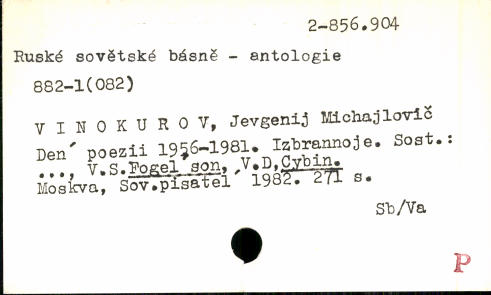 2-856.904
Ruské sovětské básně - antologie
882-1(082)
V I N O K U R O V, Jevgenij Michajlovič
Den´ poezii 1956-1981. Izbrannoje. Sost.:
..., V.S.Fogel´son, V.D,Cybin.
Moskva, Sov.pisatel´ 1982. 271 s.
Sb/Va
P